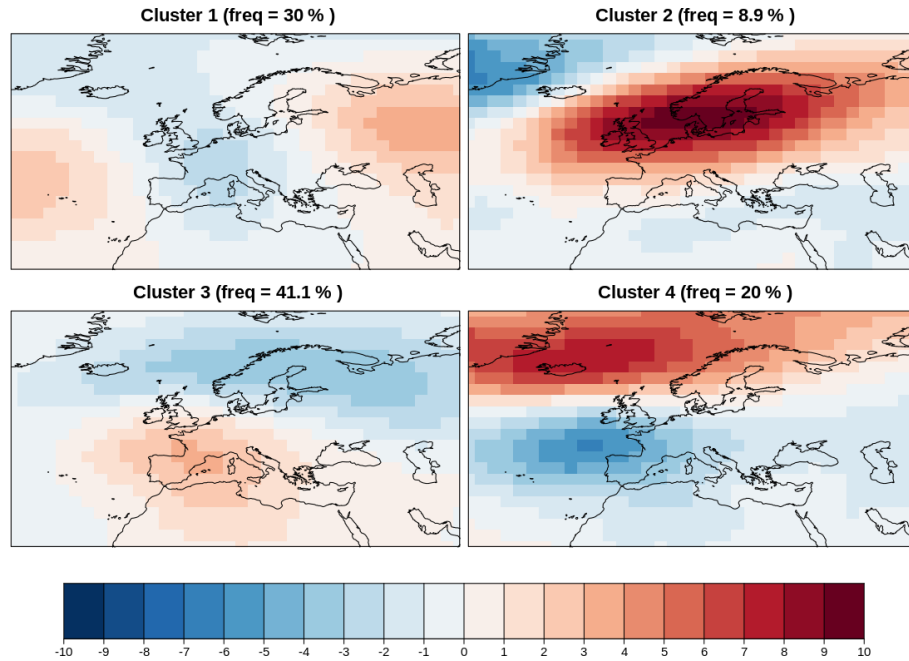 Cluster 1 (freq = 30 % )
Cluster 2 (freq = 8.9 % )
Cluster 3 (freq = 41.1 % )
Cluster 4 (freq = 20 % )
-10 -9 -8 -7 -6 -5 -4 -3 -2 -1 0 1 2 3 4 5 6 7 8 9 10